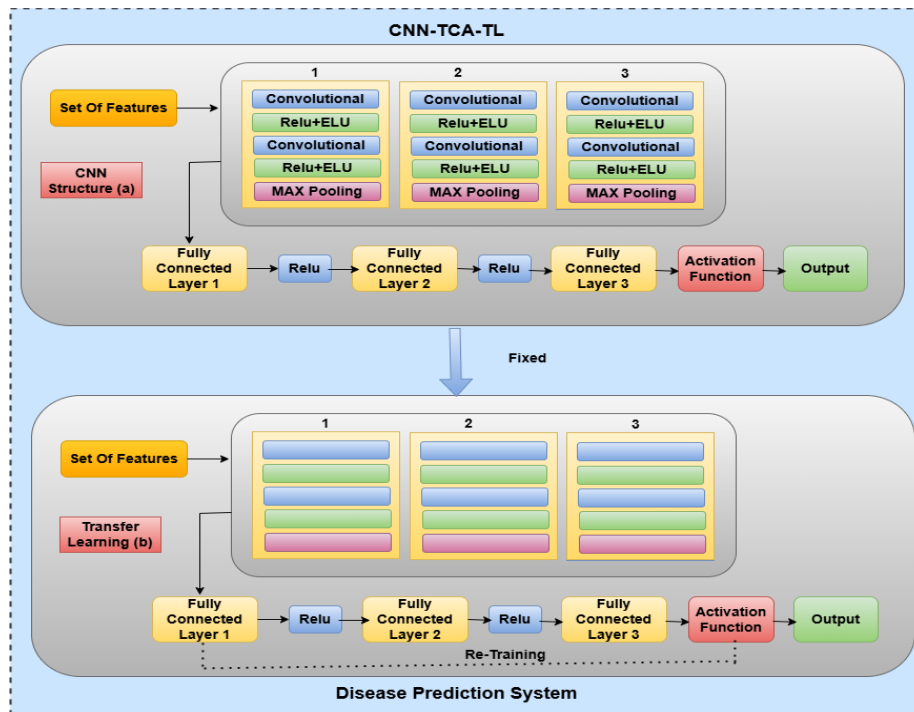 CNN-TCA-TL
1
2
3
Set Of Features
Convolutional
Relu+ELU
Convolutional
Relu+ELU
MAX Pooling
Convolutional
Relu+ELU
Convolutional
Relu+ELU
MAX Pooling
Convolutional
Relu+ELU
Convolutional
Relu+ELU
MAX Pooling
CNN
Structure (a)
Fully
Connected
Layer 1
Relu
Fully
Connected
Layer 2
Relu
Fully
Connected
Layer 3
Activation
Function
Output
Fixed
1
2
3
Set Of Features
Transfer
Learning (b)
Fully
Connected
Layer 1
Relu
Fully
Connected
Layer 2
Relu
Fully
Connected
Layer 3
Activation
Function
Output
Re-Training
Disease Prediction System